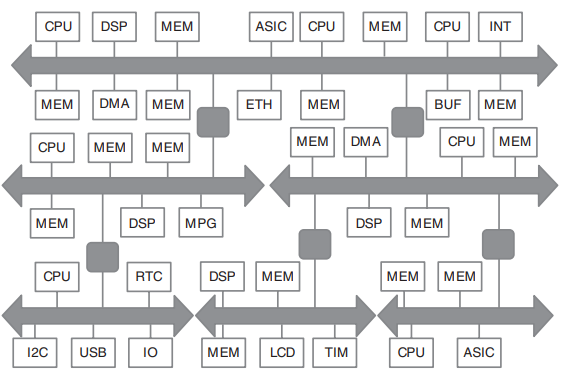 CPU DSP MEM ASIC CPU MEM CPU INT
MEM DMA MEM ETH MEM BUF MEM
CPU MEM MEM MEM DMA CPU MEM
MEM DSP MPG DSP MEM
CPU RTC DSP MEM MEM MEM
I2C USB IO MEM LCD TIM CPU ASIC